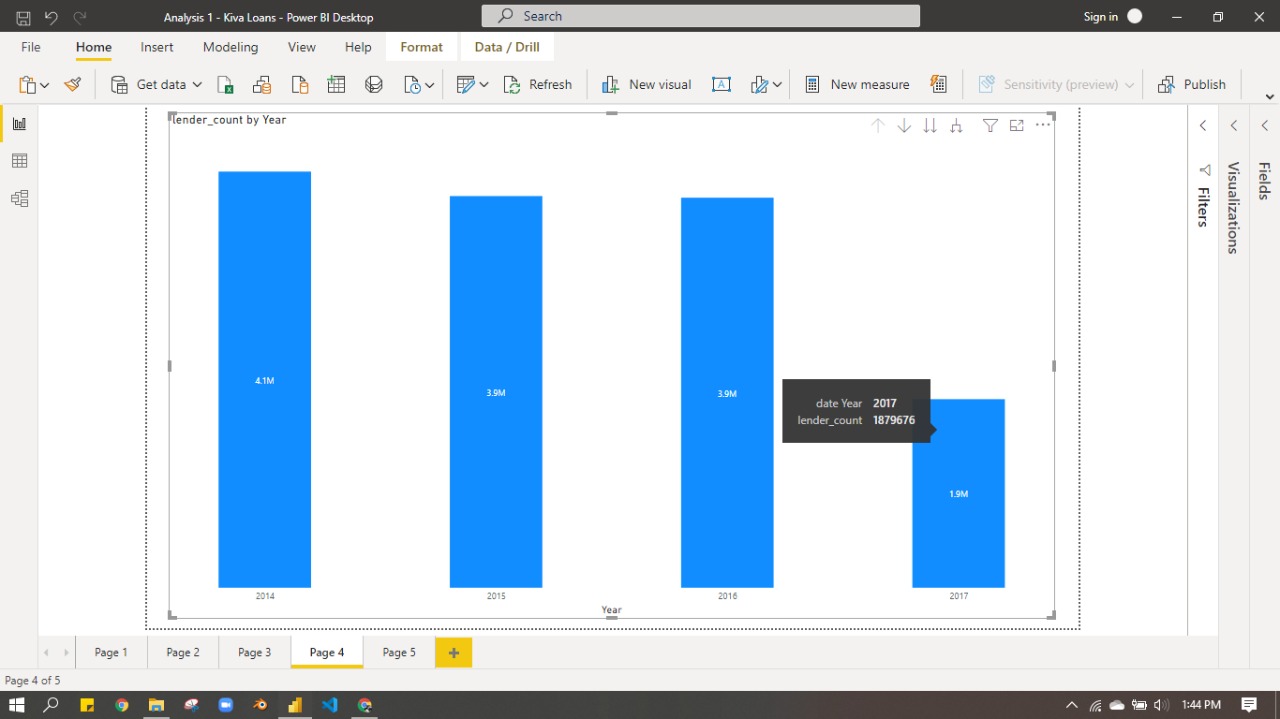 Analysis 1 - Kiva Loans - Power BI Desktop
Search
Sign in
File Home Insert Modeling View Help Format Data / Drill
Get data Refresh New visual A New measure Sensitivity (preview) Publish
lender_count by Year
Filters
Visualizations
Fields
4.1M
3.9M
3.9M
1.9M
date Year 2017
lender_count 1879676
2014 2015 2016 2017
Year
Page 1 Page 2 Page 3 Page 4 Page 5 +
Page 4 of 5
1:44 PM